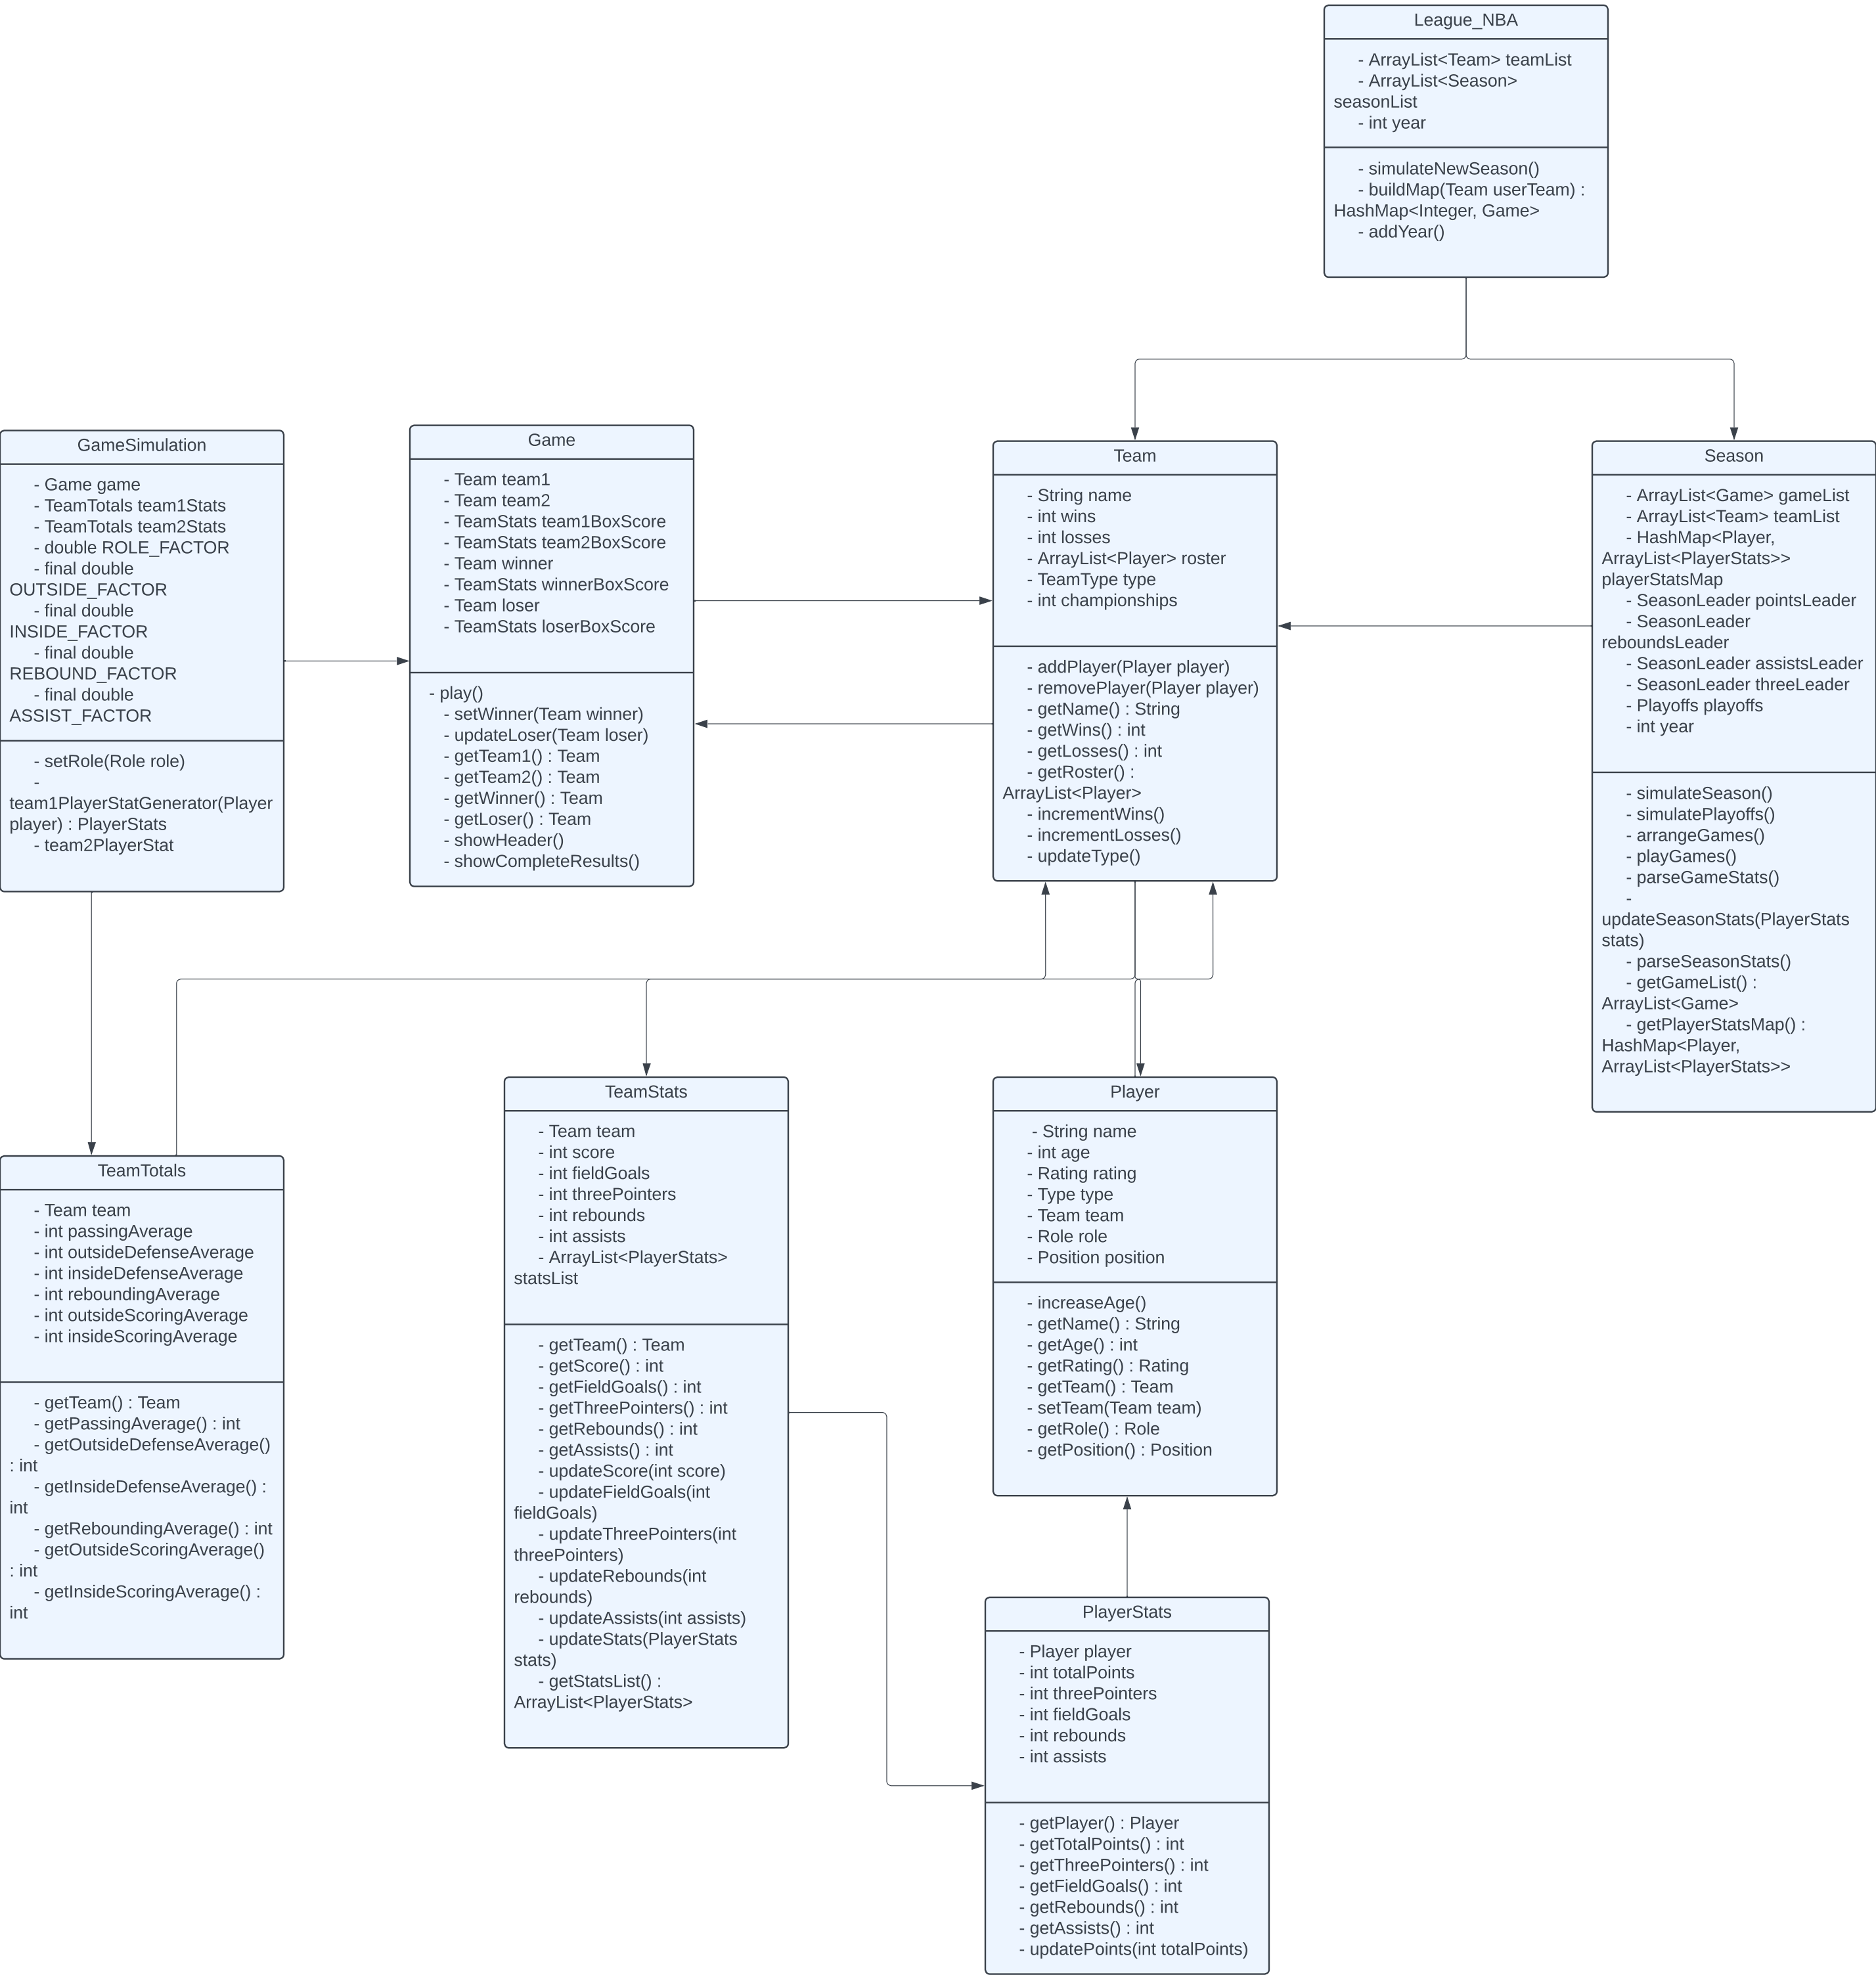 League_NBA
- ArrayList<Team> teamList
- ArrayList<Season>
seasonList
- int year
- simulateNewSeason()
- buildMap(Team userTeam) :
HashMap<Integer, Game>
- addYear()
GameSimulation
- Game game
- TeamTotals team1Stats
- TeamTotals team2Stats
- double ROLE_FACTOR
- final double
OUTSIDE_FACTOR
- final double
INSIDE_FACTOR
- final double
REBOUND_FACTOR
- final double
ASSIST_FACTOR
- setRole(Role role)
-
team1PlayerStatGenerator(Player
player) : PlayerStats
- team2PlayerStat
Game
- Team team1
- Team team2
- TeamStats team1BoxScore
- TeamStats team2BoxScore
- Team winner
- TeamStats winnerBoxScore
- Team loser
- TeamStats loserBoxScore
- play()
- setWinner(Team winner)
- updateLoser(Team loser)
- getTeam1() : Team
- getTeam2() : Team
- getWinner() : Team
- getLoser() : Team
- showHeader()
- showCompleteResults()
Team
- String name
- int wins
- int losses
- ArrayList<Player> roster
- TeamType type
- int championships
- addPlayer(Player player)
- removePlayer(Player player)
- getName() : String
- getWins() : int
- getLosses() : int
- getRoster() :
ArrayList<Player>
- incrementWins()
- incrementLosses()
- updateType()
Season
- ArrayList<Game> gameList
- ArrayList<Team> teamList
- HashMap<Player,
ArrayList<PlayerStats>>
playerStatsMap
- SeasonLeader pointsLeader
- SeasonLeader
reboundsLeader
- SeasonLeader assistsLeader
- SeasonLeader threeLeader
- Playoffs playoffs
- int year
- simulateSeason()
- simulatePlayoffs()
- arrangeGames()
- playGames()
- parseGameStats()
-
updateSeasonStats(PlayerStats
stats)
- parseSeasonStats()
- getGameList() :
ArrayList<Game>
- getPlayerStatsMap() :
HashMap<Player,
ArrayList<PlayerStats>>
TeamTotals
- Team team
- int passingAverage
- int outsideDefenseAverage
- int insideDefenseAverage
- int reboundingAverage
- int outsideScoringAverage
- int insideScoringAverage
- getTeam() : Team
- getPassingAverage() : int
- getOutsideDefenseAverage()
: int
- getInsideDefenseAverage() :
int
- getReboundingAverage() : int
- getOutsideScoringAverage()
: int
- getInsideScoringAverage() :
int
TeamStats
- Team team
- int score
- int fieldGoals
- int threePointers
- int rebounds
- int assists
- ArrayList<PlayerStats>
statsList
- getTeam() : Team
- getScore() : int
- getFieldGoals() : int
- getThreePointers() : int
- getRebounds() : int
- getAssists() : int
- updateScore(int score)
- updateFieldGoals(int
fieldGoals)
- updateThreePointers(int
threePointers)
- updateRebounds(int
rebounds)
- updateAssists(int assists)
- updateStats(PlayerStats
stats)
- getStatsList() :
ArrayList<PlayerStats>
Player
- String name
- int age
- Rating rating
- Type type
- Team team
- Role role
- Position position
- increaseAge()
- getName() : String
- getAge() : int
- getRating() : Rating
- getTeam() : Team
- setTeam(Team team)
- getRole() : Role
- getPosition() : Position
PlayerStats
- Player player
- int totalPoints
- int threePointers
- int fieldGoals
- int rebounds
- int assists
- getPlayer() : Player
- getTotalPoints() : int
- getThreePointers() : int
- getFieldGoals() : int
- getRebounds() : int
- getAssists() : int
- updatePoints(int totalPoints)